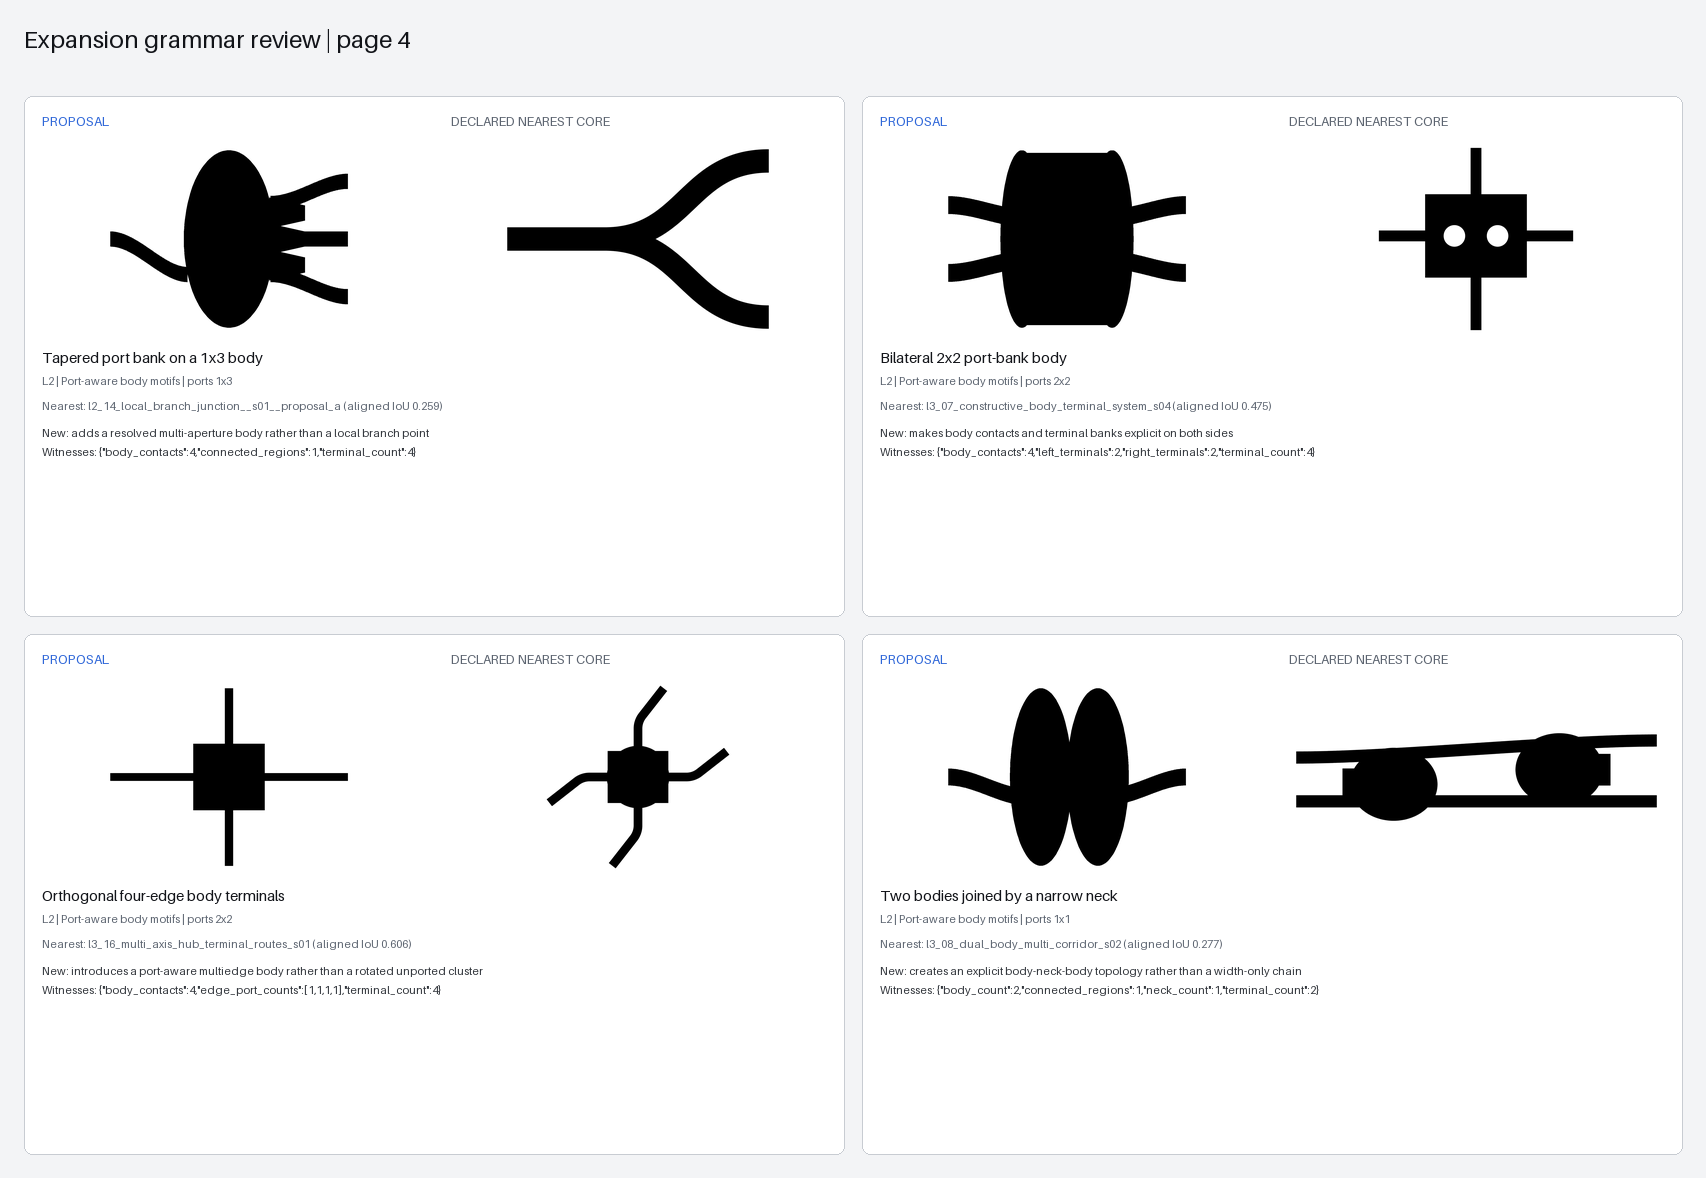 Expansion grammar review | page 4
PROPOSAL
DECLARED NEAREST CORE
Tapered port bank on a 1x3 body
L2 | Port-aware body motifs | ports 1x3
Nearest: l2_14_local_branch_junction__s01__proposal_a (aligned IoU 0.259)
New: adds a resolved multi-aperture body rather than a local branch point
Witnesses: {"body_contacts":4,"connected_regions":1,"terminal_count":4}
PROPOSAL
DECLARED NEAREST CORE
Bilateral 2x2 port-bank body
L2 | Port-aware body motifs | ports 2x2
Nearest: l3_07_constructive_body_terminal_system_s04 (aligned IoU 0.475)
New: makes body contacts and terminal banks explicit on both sides
Witnesses: {"body_contacts":4,"left_terminals":2,"right_terminals":2,"terminal_count":4}
PROPOSAL
DECLARED NEAREST CORE
Orthogonal four-edge body terminals
L2 | Port-aware body motifs | ports 2x2
Nearest: l3_16_multi_axis_hub_terminal_routes_s01 (aligned IoU 0.606)
New: introduces a port-aware multiedge body rather than a rotated unported cluster
Witnesses: {"body_contacts":4,"edge_port_counts":[1,1,1,1],"terminal_count":4}
PROPOSAL
DECLARED NEAREST CORE
Two bodies joined by a narrow neck
L2 | Port-aware body motifs | ports 1x1
Nearest: l3_08_dual_body_multi_corridor_s02 (aligned IoU 0.277)
New: creates an explicit body-neck-body topology rather than a width-only chain
Witnesses: {"body_count":2,"connected_regions":1,"neck_count":1,"terminal_count":2}